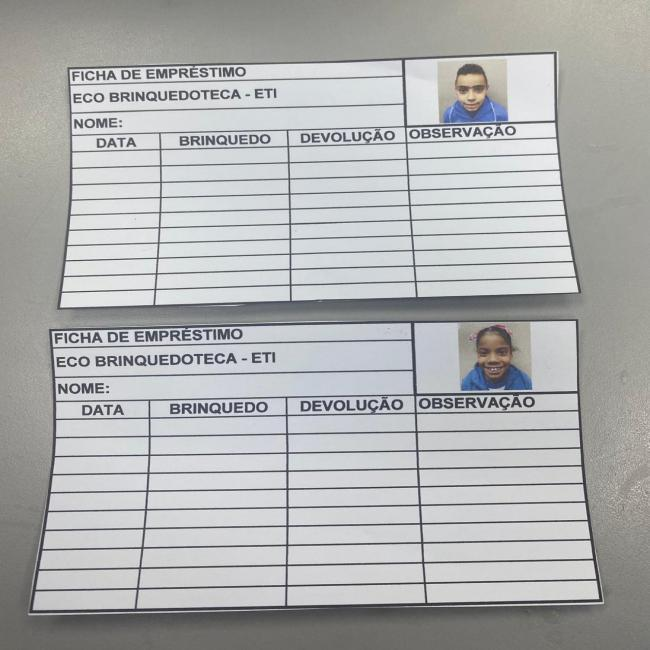 FICHA DE EMPRÉSTIMO
ECO BRINQUEDOTECA - ETI
NOME:
DATA BRINQUEDO DEVOLUÇÃO OBSERVAÇÃO
FICHA DE EMPRÉSTIMO
ECO BRINQUEDOTECA - ETI
NOME:
DATA BRINQUEDO DEVOLUÇÃO OBSERVAÇÃO